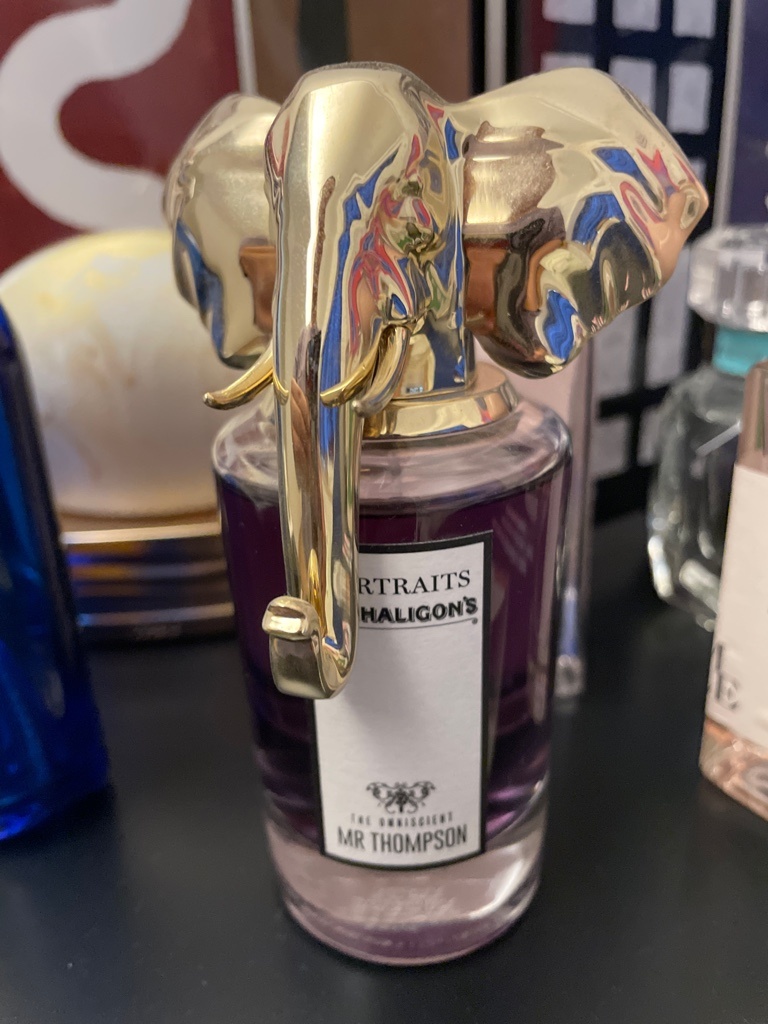 RTRAITS
HALIGON'S
THE OMNISCIENT
MR THOMPSON
E